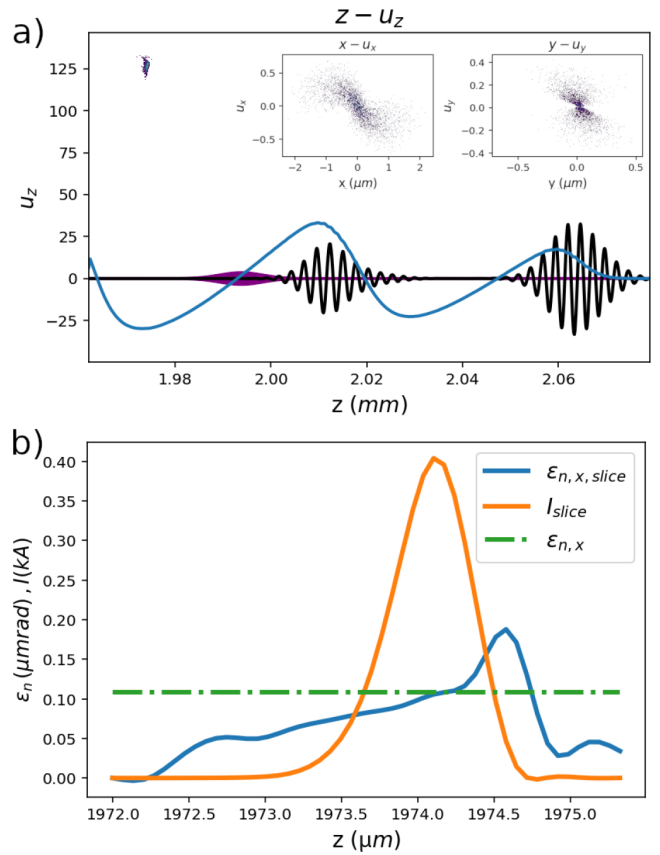 a)
z − u_z
x − u_x
y − u_y
u_z
125
100
75
50
25
0
−25
u_x
0.5
0.0
−0.5
−2 −1 0 1 2
x (μm)
u_y
0.4
0.2
0.0
−0.2
−0.4
−0.5 0.0 0.5
y (μm)
1.98 2.00 2.02 2.04 2.06
z (mm)
b)
ε_n (μmrad), I(kA)
0.40
0.35
0.30
0.25
0.20
0.15
0.10
0.05
0.00
ε_{n, x, slice}
I_{slice}
ε_{n, x}
1972.0 1972.5 1973.0 1973.5 1974.0 1974.5 1975.0
z (μm)